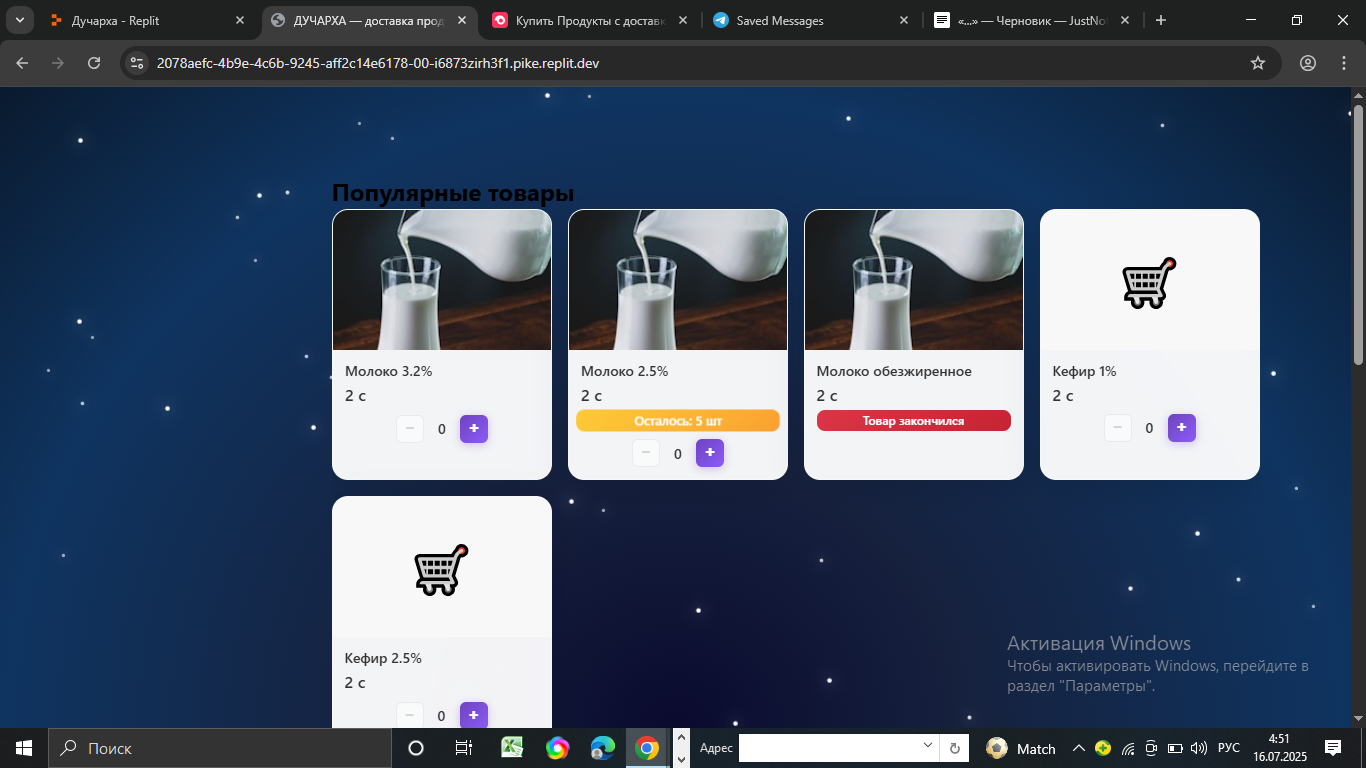 Дучарха - Replit
ДУЧАРХА — доставка прод
Купить Продукты с доставк
Saved Messages
«...» — Черновик — JustNo
2078aefc-4b9e-4c6b-9245-aff2c14e6178-00-i6873zirh3f1.pike.replit.dev
Популярные товары
Молоко 3.2%
2 с
− 0 +
Молоко 2.5%
2 с
Осталось: 5 шт
− 0 +
Молоко обезжиренное
2 с
Товар закончился
Кефир 1%
2 с
− 0 +
Кефир 2.5%
2 с
− 0 +
Активация Windows
Чтобы активировать Windows, перейдите в
раздел "Параметры".
Поиск
Адрес
Match
РУС
4:51
16.07.2025